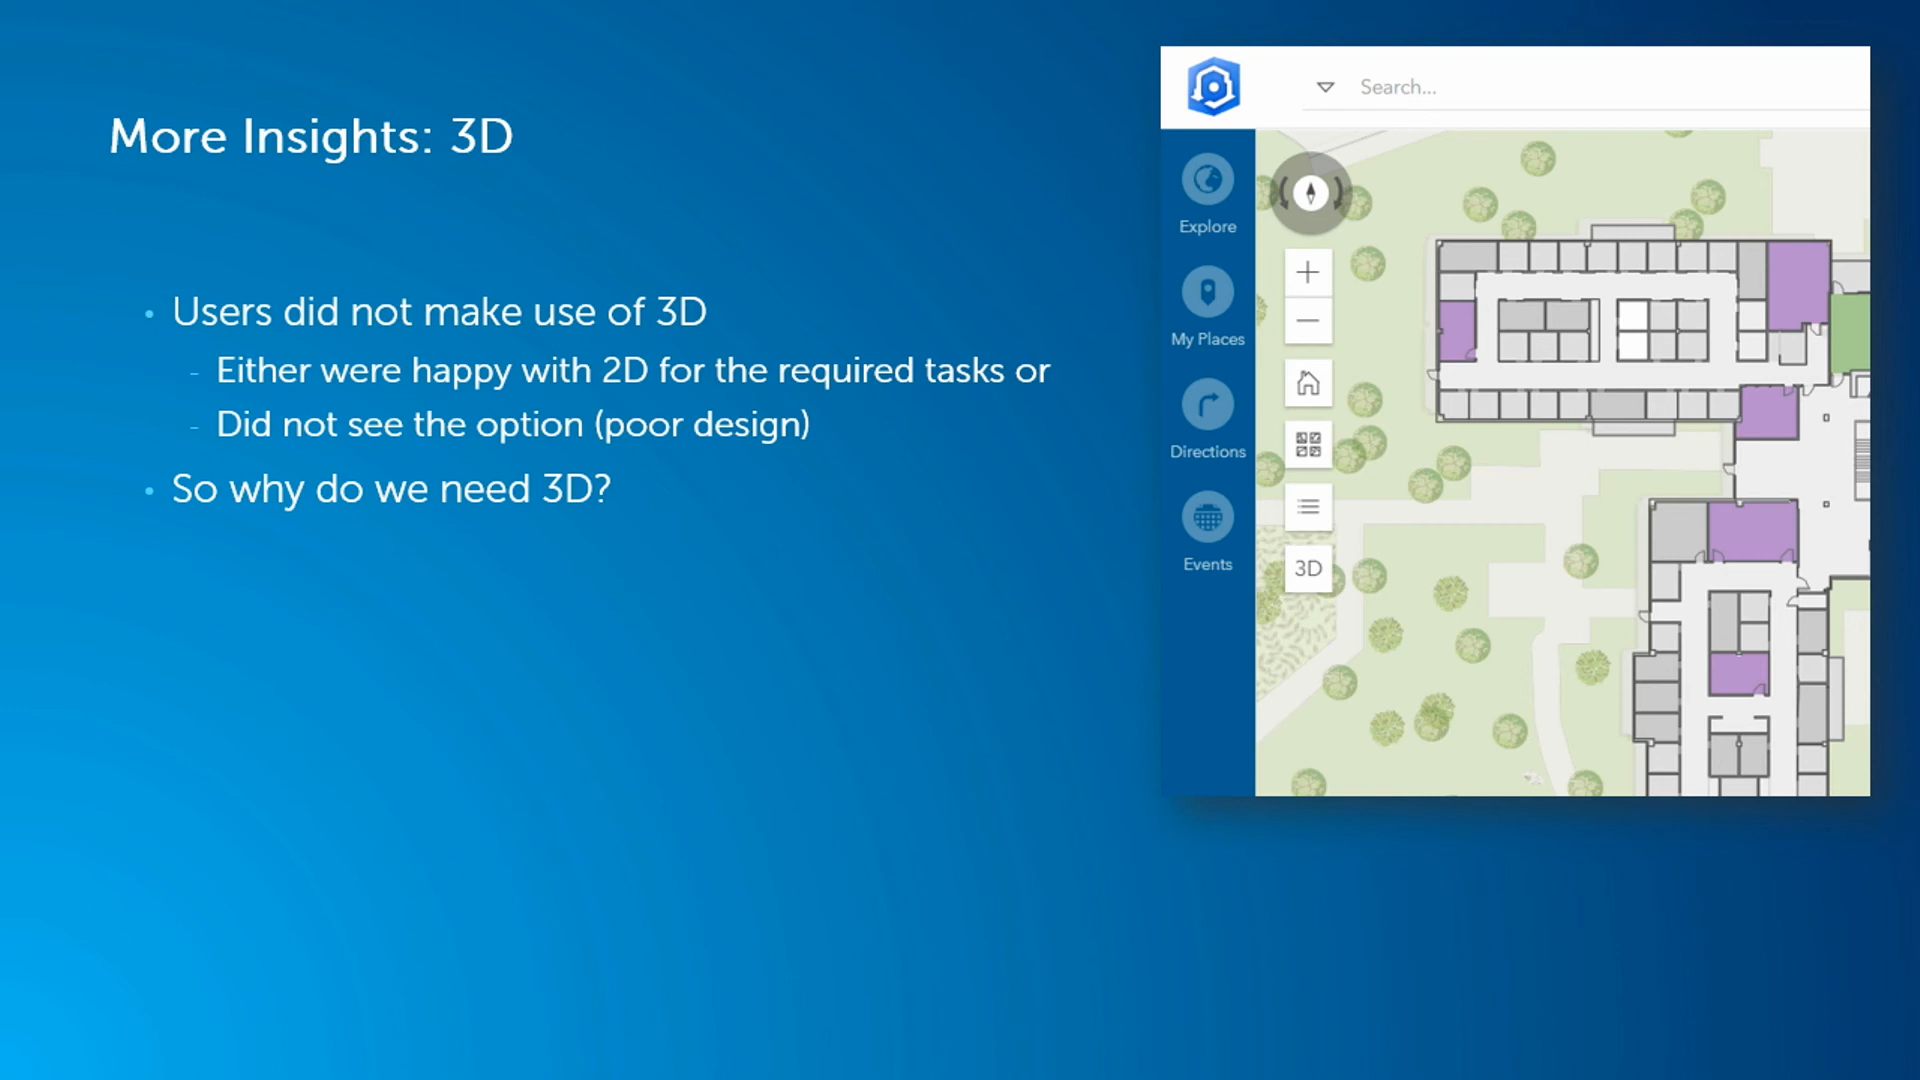 More Insights: 3D
Users did not make use of 3D
- Either were happy with 2D for the required tasks or
- Did not see the option (poor design)
So why do we need 3D?
Search...
Explore
My Places
Directions
Events
3D